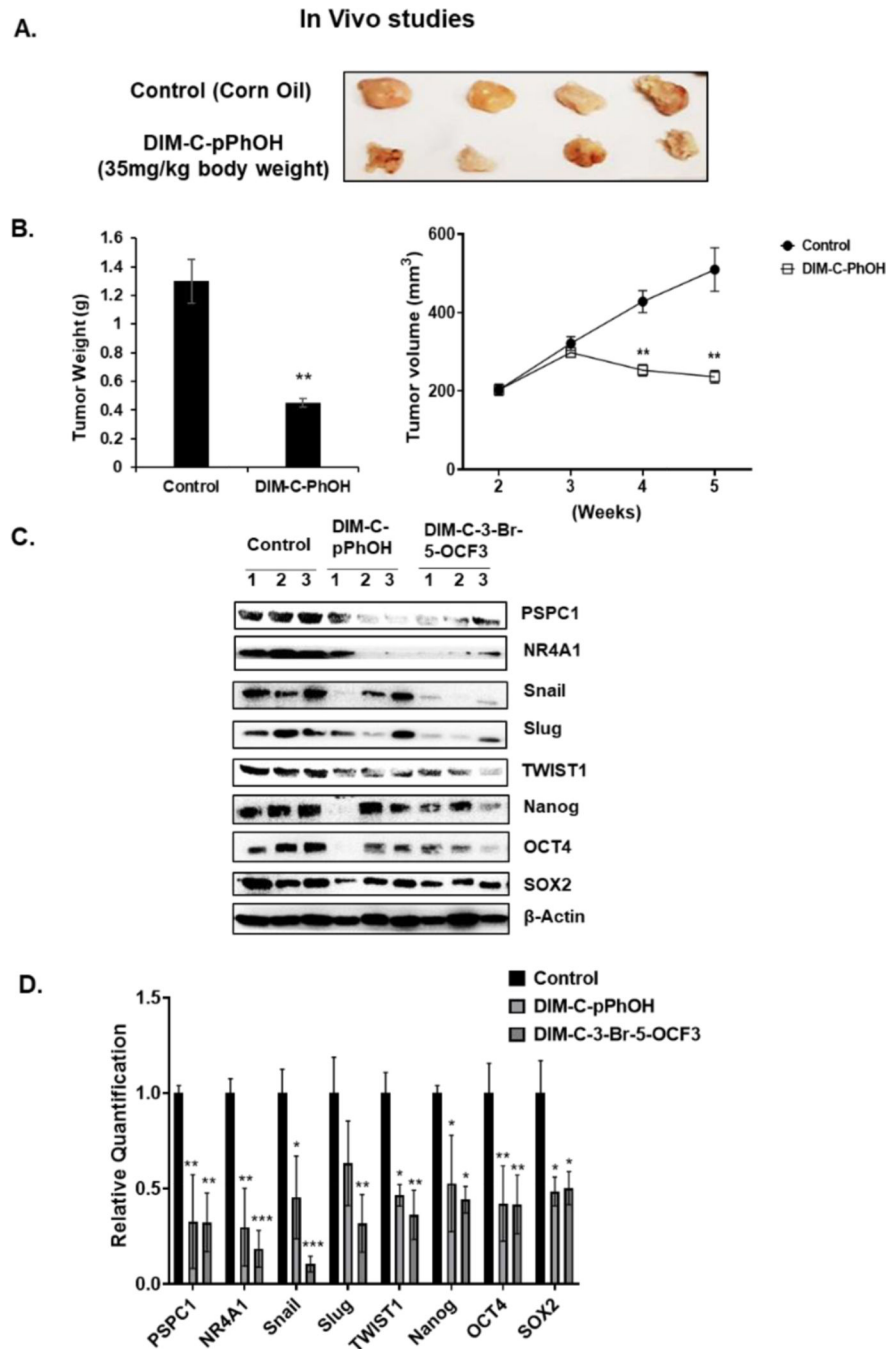 In Vivo studies
A.
Control (Corn Oil)
DIM-C-pPhOH
(35mg/kg body weight)
B.
Tumor Weight (g)
1.6
1.4
1.2
1
0.8
0.6
0.4
0.2
0
**
Control
DIM-C-PhOH
Tumor volume (mm³)
600
400
200
0
**
**
2
3
4
5
(Weeks)
Control
DIM-C-PhOH
C.
Control
DIM-C-
pPhOH
DIM-C-3-Br-
5-OCF3
1 2 3 1 2 3 1 2 3
PSPC1
NR4A1
Snail
Slug
TWIST1
Nanog
OCT4
SOX2
β-Actin
D.
Control
DIM-C-pPhOH
DIM-C-3-Br-5-OCF3
Relative Quantification
1.5
1.0
0.5
0.0
** **
** ***
* ***
**
* **
* *
** **
* *
PSPC1
NR4A1
Snail
Slug
TWIST1
Nanog
OCT4
SOX2